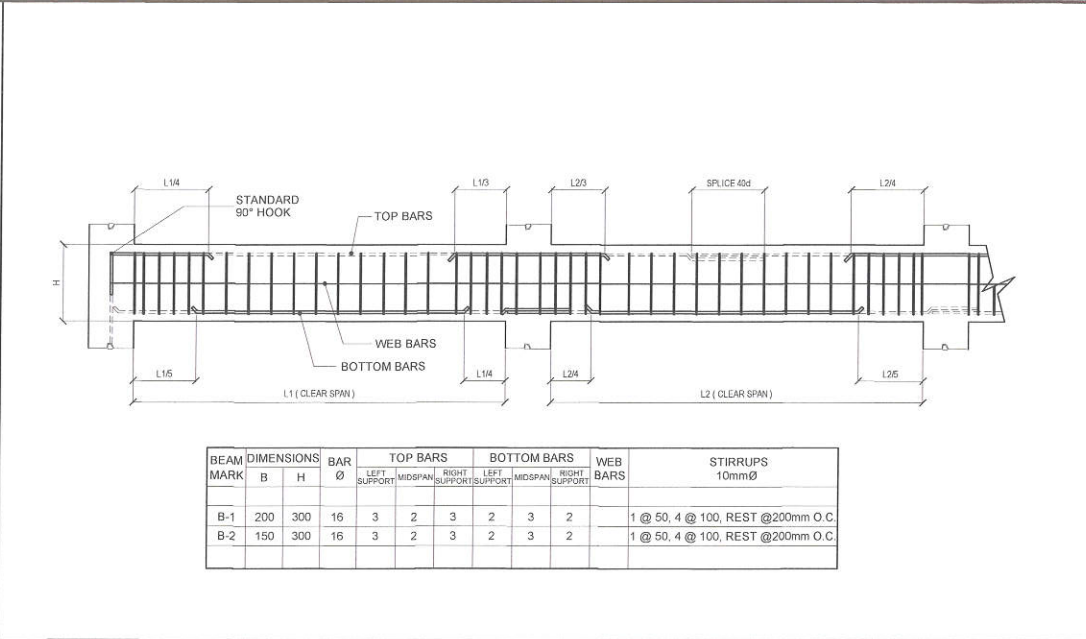 L1/4
L1/3
L2/3
SPLICE 40d
L2/4
STANDARD
90° HOOK
TOP BARS
H
WEB BARS
BOTTOM BARS
L1/5
L1/4
L2/4
L2/5
L1 ( CLEAR SPAN )
L2 ( CLEAR SPAN )
BEAM MARK DIMENSIONS BAR Ø TOP BARS BOTTOM BARS WEB BARS STIRRUPS 10mmØ
B H LEFT SUPPORT MIDSPAN RIGHT SUPPORT LEFT SUPPORT MIDSPAN RIGHT SUPPORT
B-1 200 300 16 3 2 3 2 3 2 1 @ 50, 4 @ 100, REST @200mm O.C.
B-2 150 300 16 3 2 3 2 3 2 1 @ 50, 4 @ 100, REST @200mm O.C.